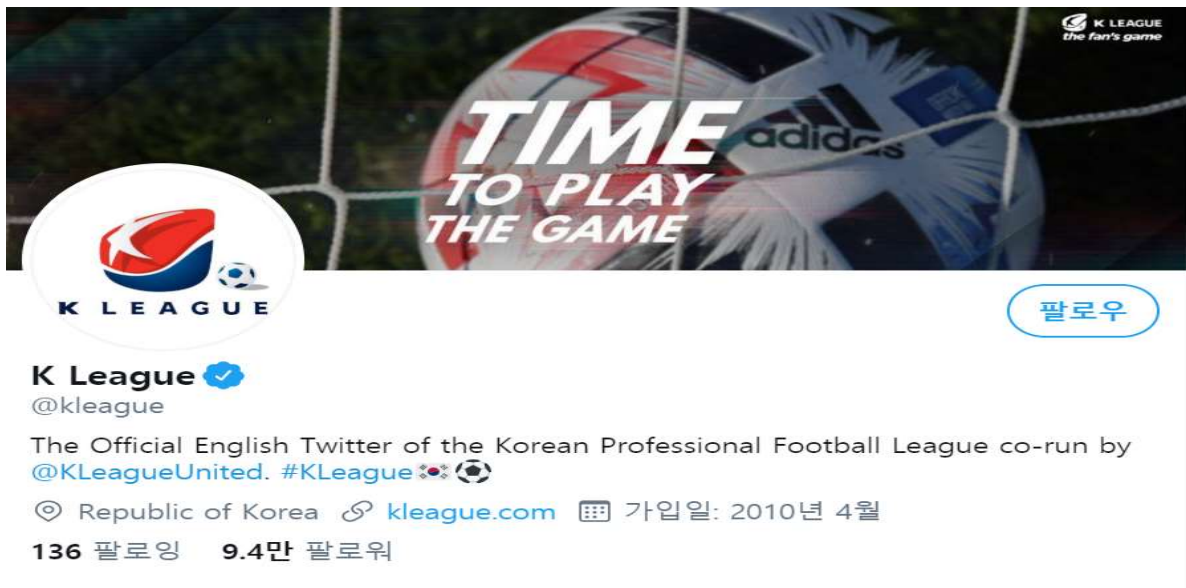 K LEAGUE
the fan's game
TIME
TO PLAY
THE GAME
adidas
K LEAGUE
팔로우
K League
@kleague
The Official English Twitter of the Korean Professional Football League co-run by
@KLeagueUnited. #KLeague🇰🇷⚽
Republic of Korea kleague.com 가입일: 2010년 4월
136 팔로잉 9.4만 팔로워